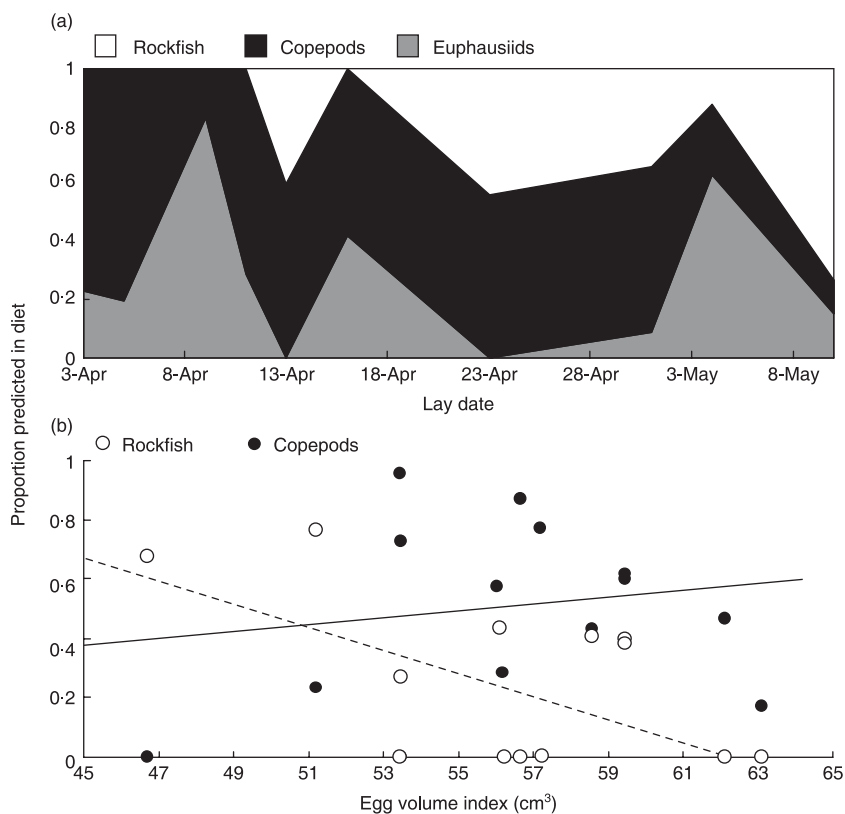 (a)
Rockfish Copepods Euphausiids
Proportion predicted in diet
1
0·8
0·6
0·4
0·2
0
3-Apr 8-Apr 13-Apr 18-Apr 23-Apr 28-Apr 3-May 8-May
Lay date
(b)
Rockfish Copepods
1
0·8
0·6
0·4
0·2
0
45 47 49 51 53 55 57 59 61 63 65
Egg volume index (cm³)